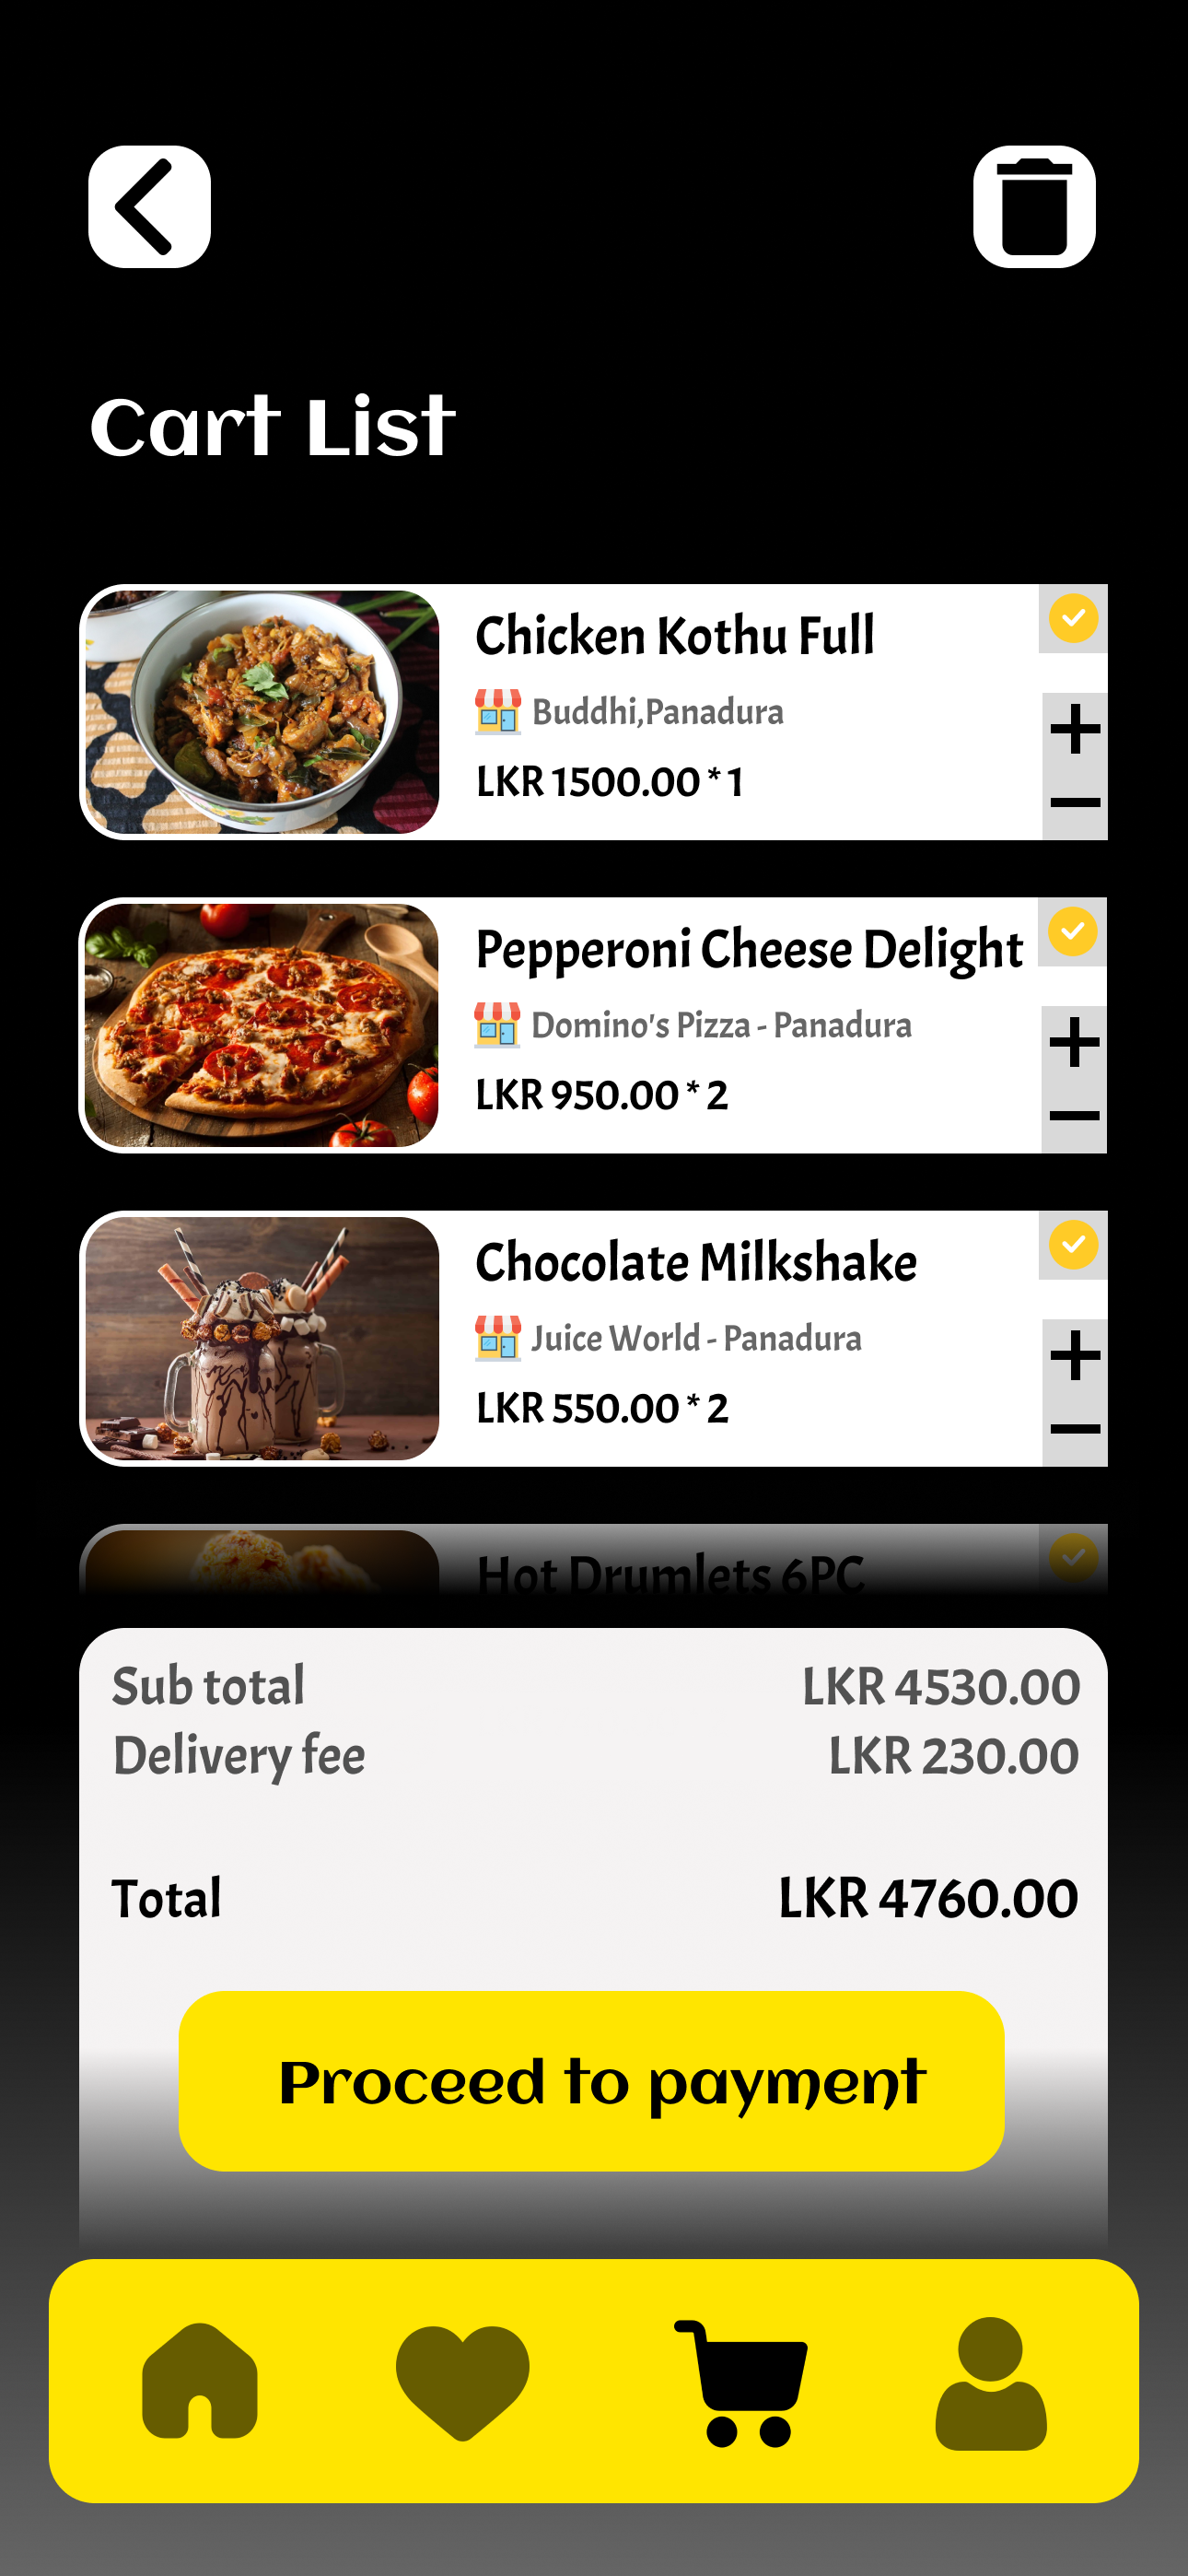 Cart List
Chicken Kothu Full
Buddhi,Panadura
LKR 1500.00 * 1
Pepperoni Cheese Delight
Domino's Pizza - Panadura
LKR 950.00 * 2
Chocolate Milkshake
Juice World - Panadura
LKR 550.00 * 2
Hot Drumlets 6PC
Sub total LKR 4530.00
Delivery fee LKR 230.00
Total LKR 4760.00
Proceed to payment